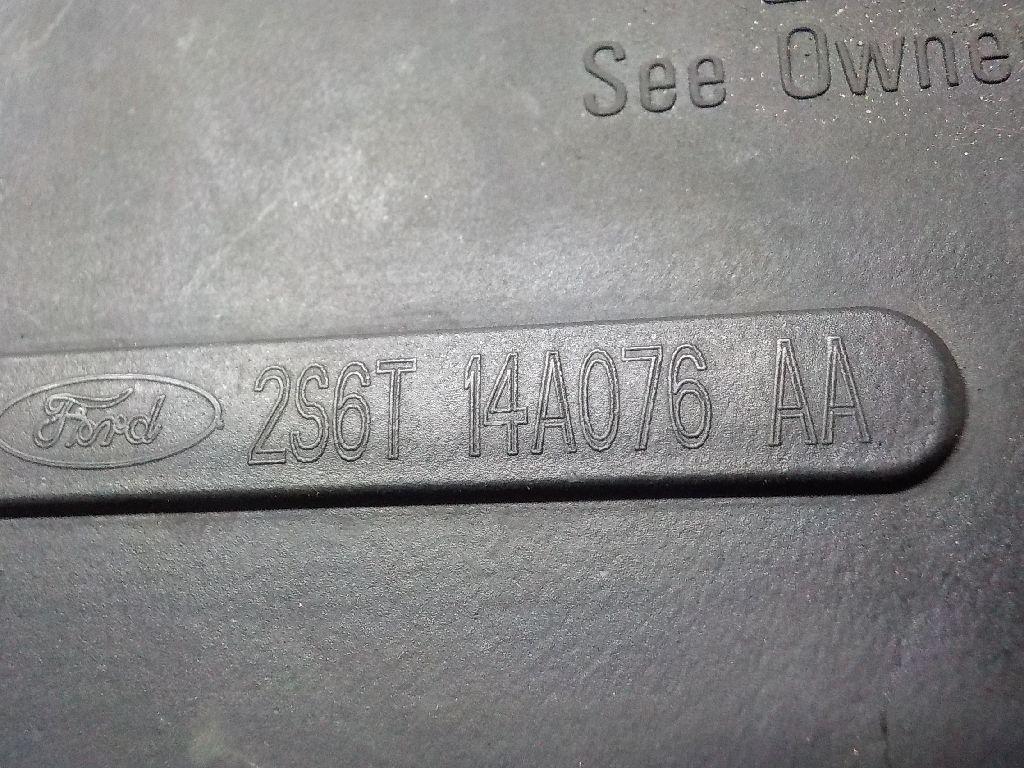 See Owne
Ford 2S6T 14A076 AA